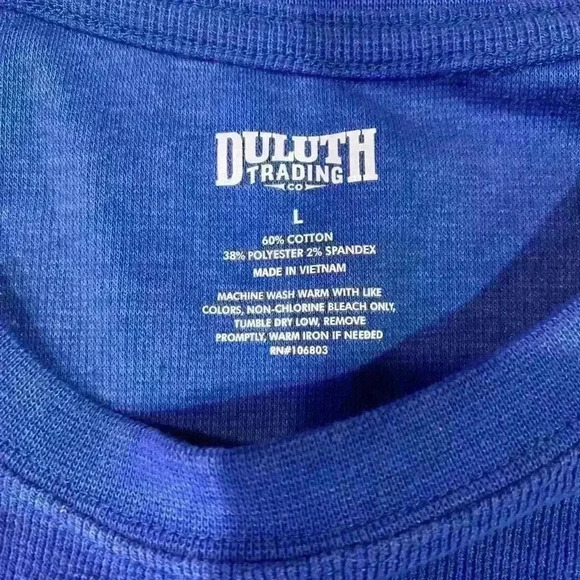 DULUTH
TRADING
CO
L
60% COTTON
38% POLYESTER 2% SPANDEX
MADE IN VIETNAM
MACHINE WASH WARM WITH LIKE
COLORS, NON-CHLORINE BLEACH ONLY,
TUMBLE DRY LOW, REMOVE
PROMPTLY, WARM IRON IF NEEDED
RN#106803